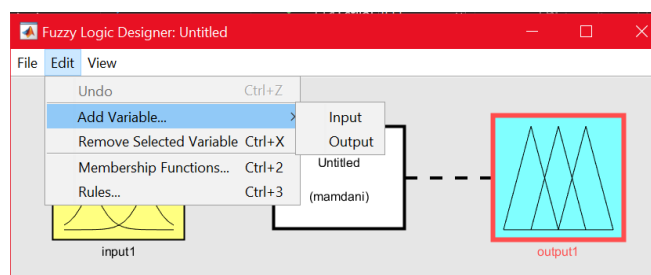 Fuzzy Logic Designer: Untitled
File Edit View
Undo Ctrl+Z
Add Variable... >
Input
Remove Selected Variable Ctrl+X
Output
Membership Functions... Ctrl+2
Untitled
Rules... Ctrl+3
(mamdani)
input1
output1